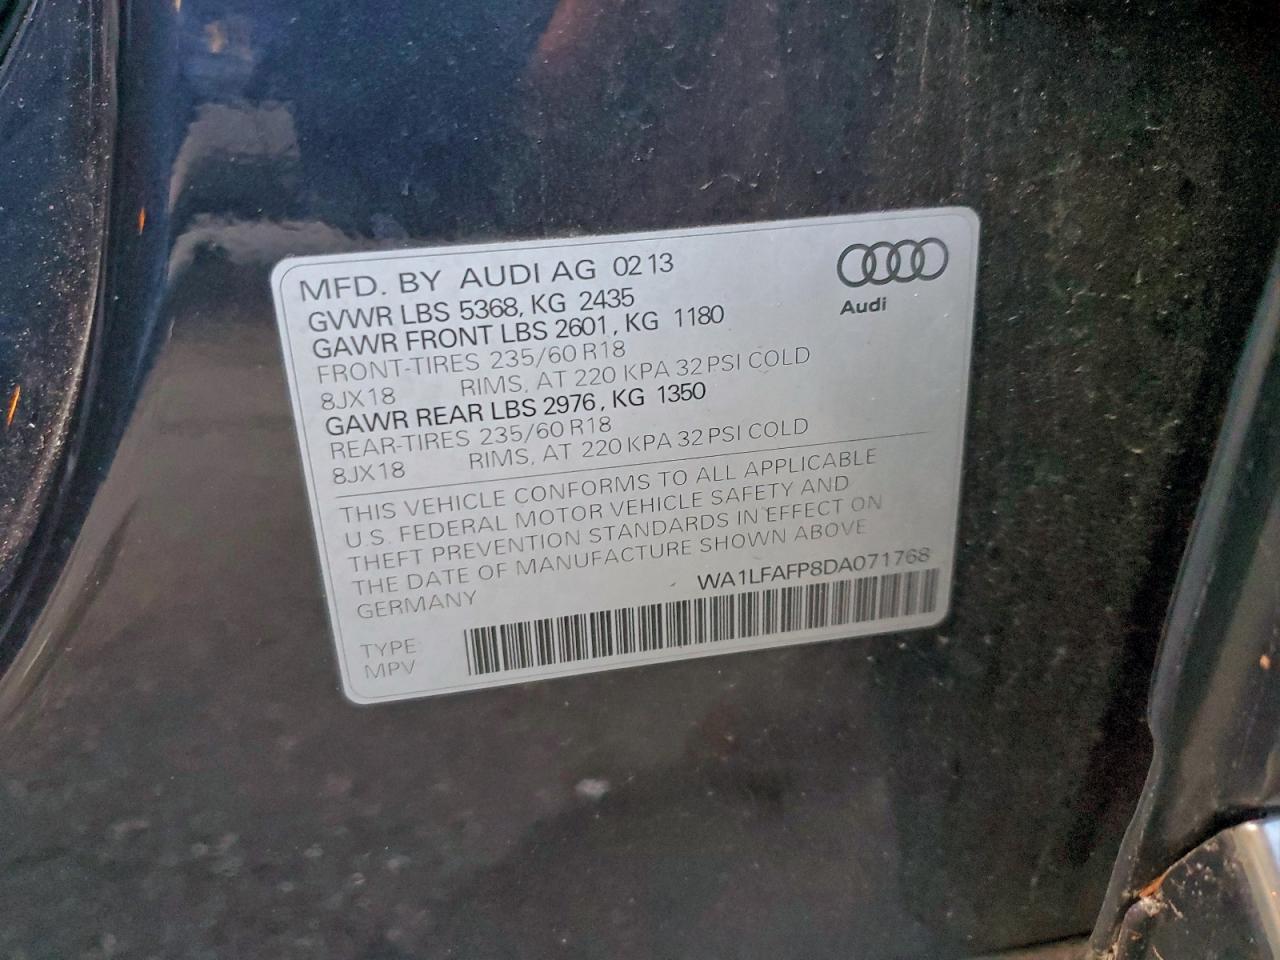 MFD. BY AUDI AG 02 13
GVWR LBS 5368, KG 2435
GAWR FRONT LBS 2601, KG 1180
FRONT-TIRES 235/60 R18
8JX18 RIMS, AT 220 KPA 32 PSI COLD
GAWR REAR LBS 2976, KG 1350
REAR-TIRES 235/60 R18
8JX18 RIMS, AT 220 KPA 32 PSI COLD
Audi
THIS VEHICLE CONFORMS TO ALL APPLICABLE
U.S. FEDERAL MOTOR VEHICLE SAFETY AND
THEFT PREVENTION STANDARDS IN EFFECT ON
THE DATE OF MANUFACTURE SHOWN ABOVE
GERMANY WA1LFAFP8DA071768
TYPE
MPV